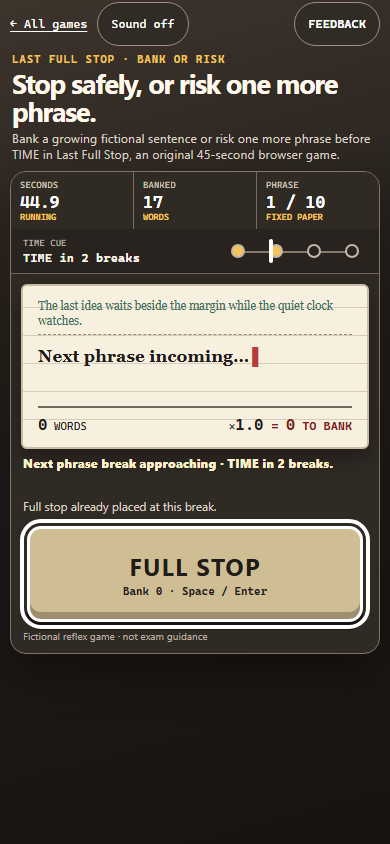 ← All games
Sound off
FEEDBACK
LAST FULL STOP · BANK OR RISK
Stop safely, or risk one more
phrase.
Bank a growing fictional sentence or risk one more phrase before
TIME in Last Full Stop, an original 45-second browser game.
SECONDS
44.9
RUNNING
BANKED
17
WORDS
PHRASE
1 / 10
FIXED PAPER
TIME CUE
TIME in 2 breaks
The last idea waits beside the margin while the quiet clock
watches.
Next phrase incoming...
0 WORDS
×1.0 = 0 TO BANK
Next phrase break approaching · TIME in 2 breaks.
Full stop already placed at this break.
FULL STOP
Bank 0 · Space / Enter
Fictional reflex game · not exam guidance